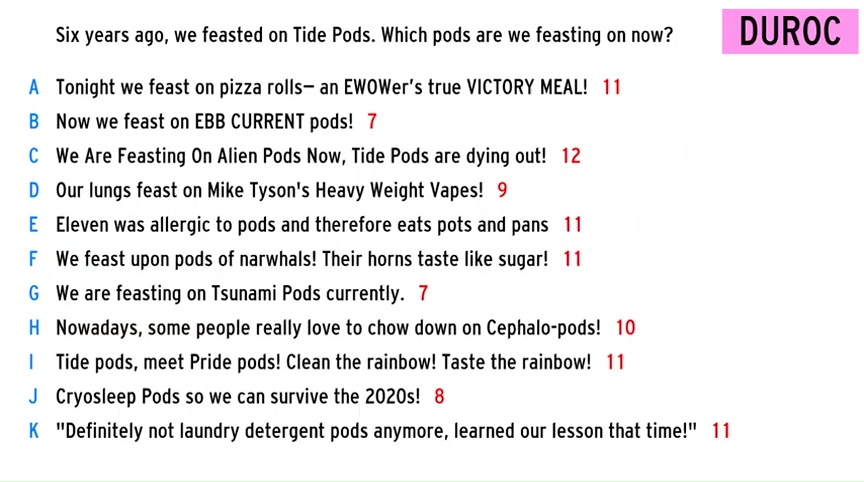 Six years ago, we feasted on Tide Pods. Which pods are we feasting on now?
DUROC
A Tonight we feast on pizza rolls— an EWOWer's true VICTORY MEAL! 11
B Now we feast on EBB CURRENT pods! 7
C We Are Feasting On Alien Pods Now, Tide Pods are dying out! 12
D Our lungs feast on Mike Tyson's Heavy Weight Vapes! 9
E Eleven was allergic to pods and therefore eats pots and pans 11
F We feast upon pods of narwhals! Their horns taste like sugar! 11
G We are feasting on Tsunami Pods currently. 7
H Nowadays, some people really love to chow down on Cephalo-pods! 10
I Tide pods, meet Pride pods! Clean the rainbow! Taste the rainbow! 11
J Cryosleep Pods so we can survive the 2020s! 8
K "Definitely not laundry detergent pods anymore, learned our lesson that time!" 11